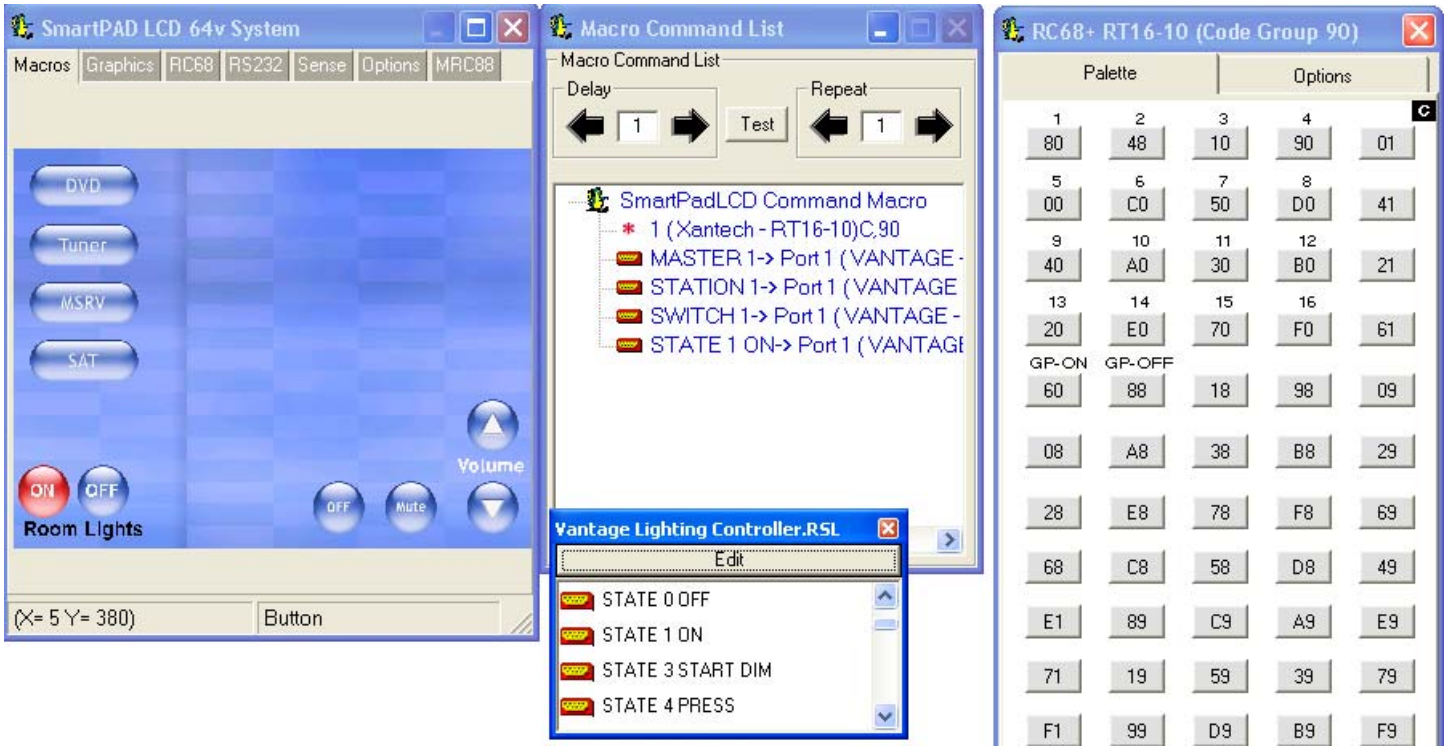 SmartPAD LCD 64v System
Macros Graphics RC68 RS232 Sense Options MRC88
DVD
Tuner
MSRV
SAT
Volume
ON OFF
OFF Mute
Room Lights
(X= 5 Y= 380) Button
Macro Command List
Macro Command List
Delay Repeat
1 Test 1
SmartPadLCD Command Macro
* 1 ( Xantech - RT16-10)C,90
MASTER 1-> Port 1 ( VANTAGE -
STATION 1-> Port 1 ( VANTAGE
SWITCH 1-> Port 1 ( VANTAGE -
STATE 1 ON-> Port 1 ( VANTAGE
Vantage Lighting Controller.RSL
Edit
STATE 0 OFF
STATE 1 ON
STATE 3 START DIM
STATE 4 PRESS
RC68+ RT16-10 (Code Group 90)
Palette Options
C
1 2 3 4
80 48 10 90 01
5 6 7 8
00 C0 50 D0 41
9 10 11 12
40 A0 30 B0 21
13 14 15 16
20 E0 70 F0 61
GP-ON GP-OFF
60 88 18 98 09
08 A8 38 B8 29
28 E8 78 F8 69
68 C8 58 D8 49
E1 89 C9 A9 E9
71 19 59 39 79
F1 99 D9 B9 F9